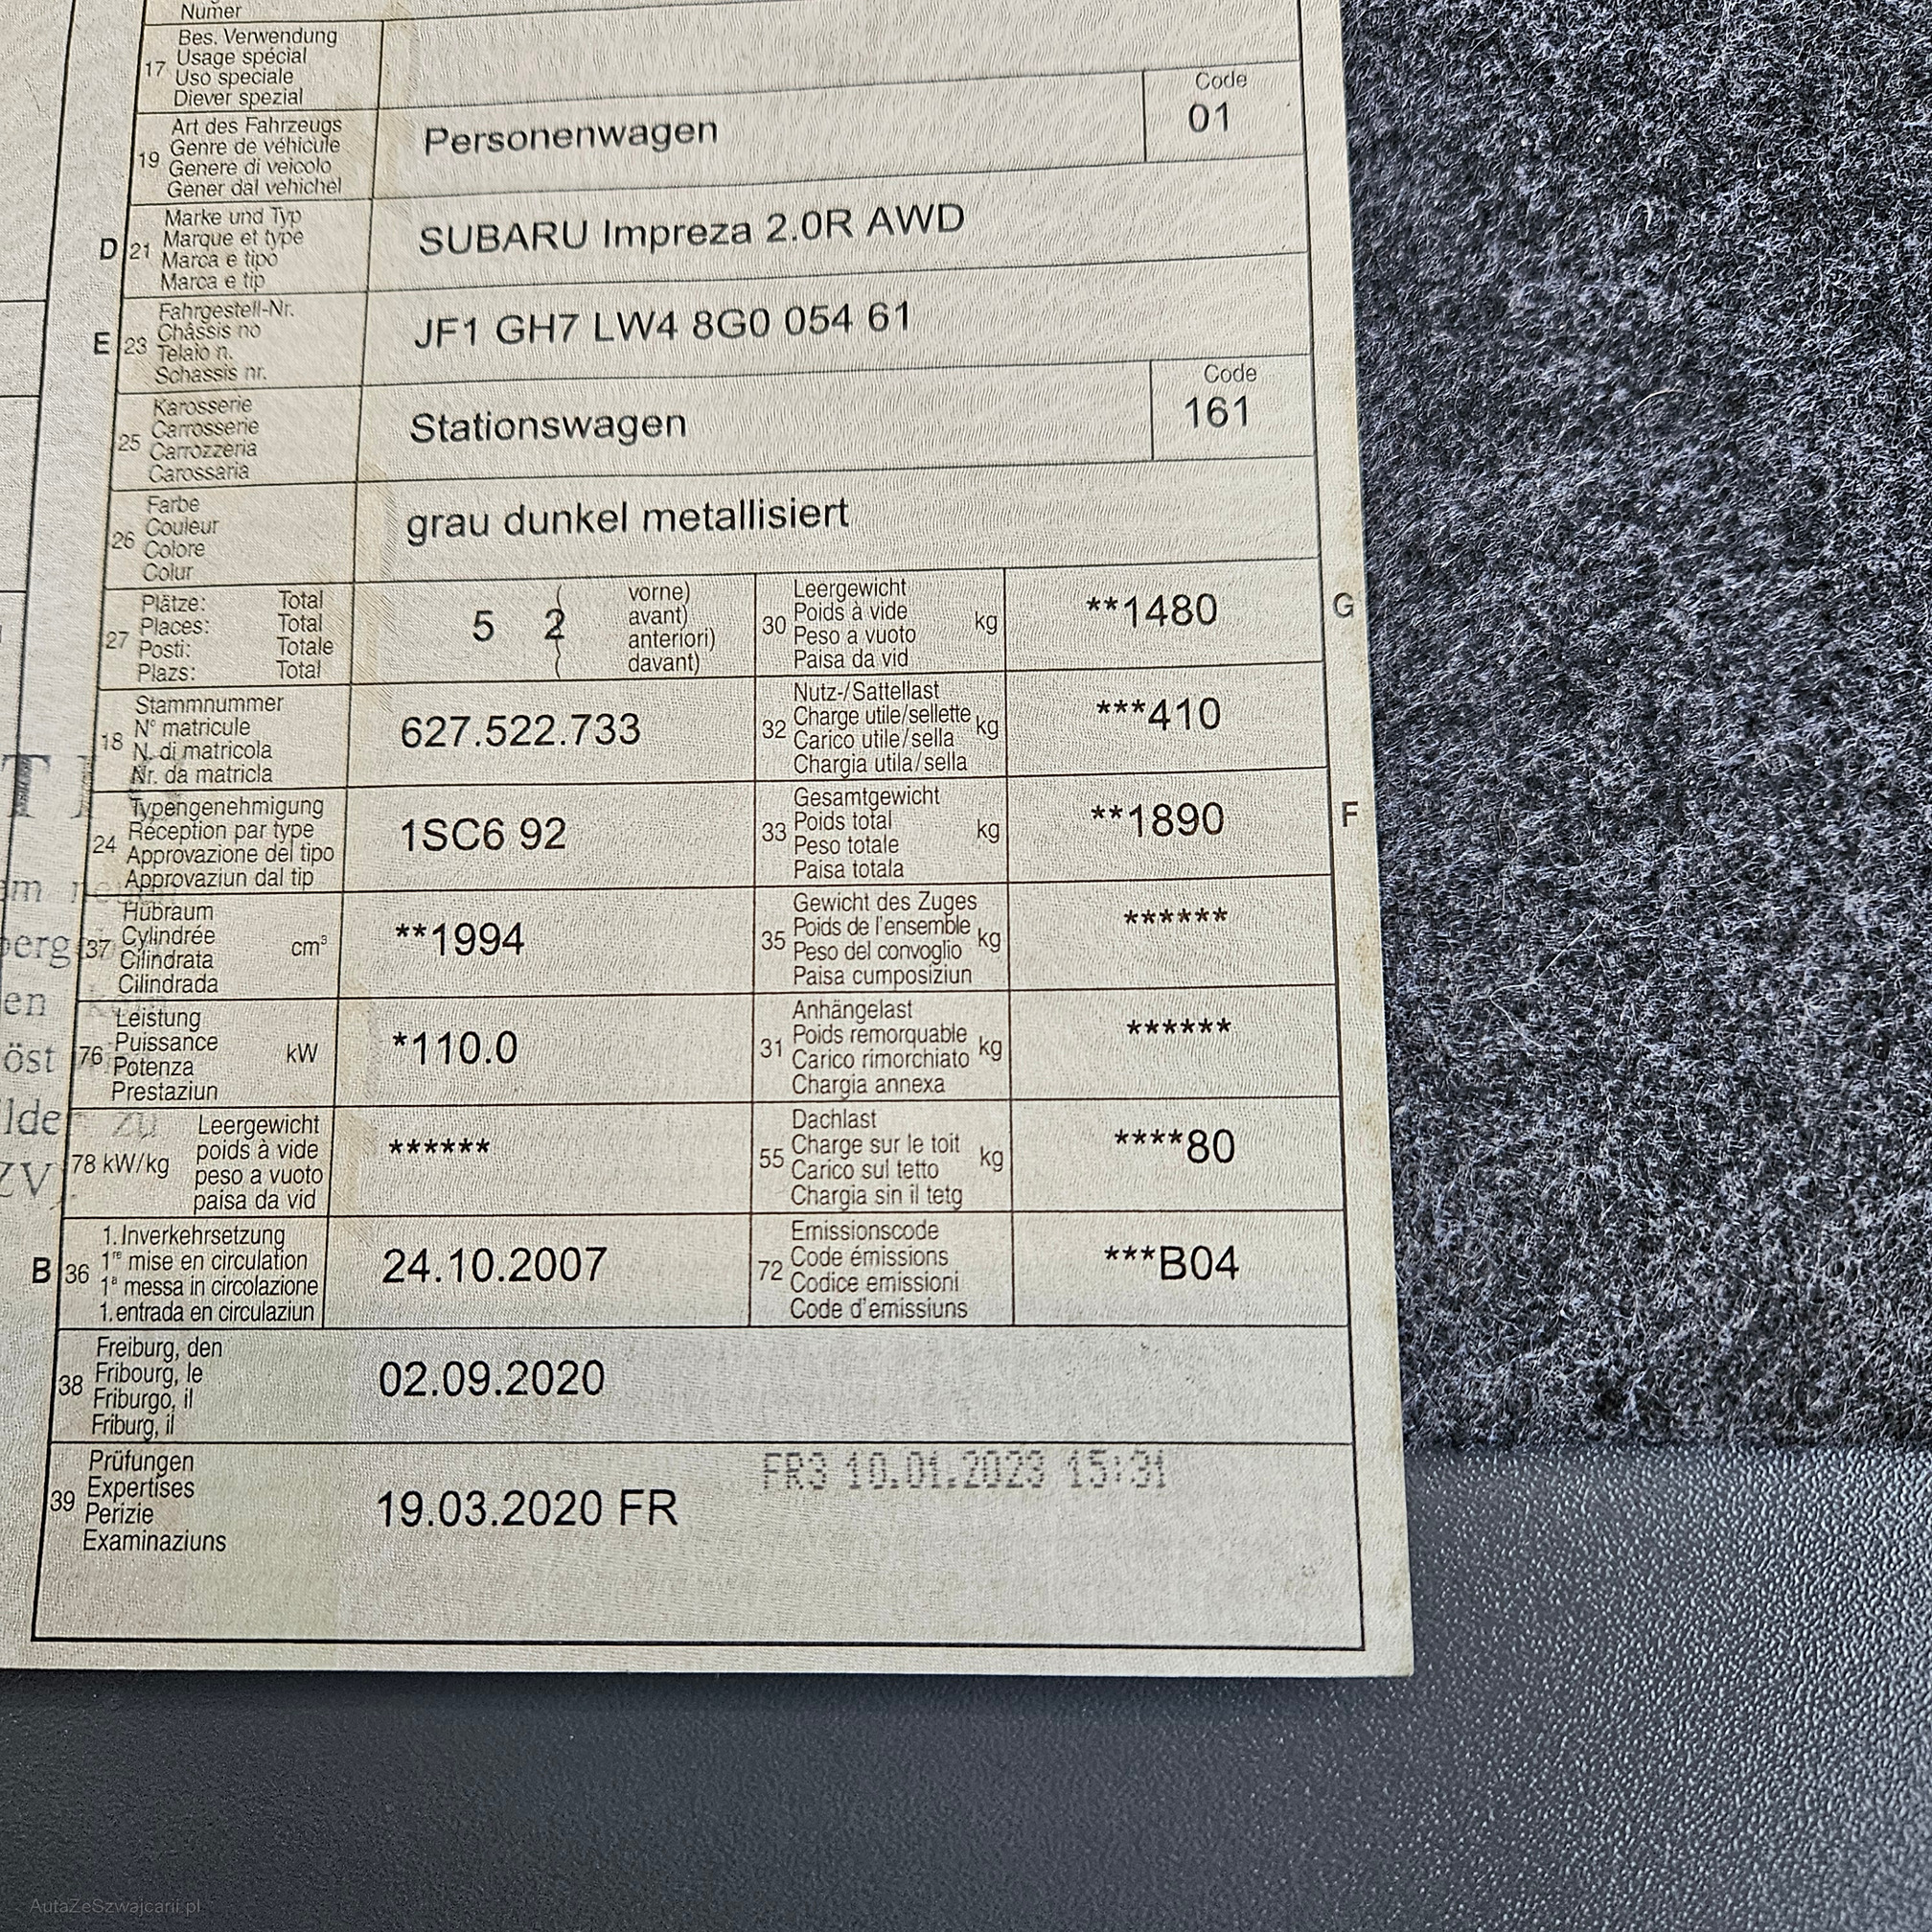 Numer
17 Bes. Verwendung
Usage spécial
Uso speciale
Diever spezial
Code
19 Art des Fahrzeugs
Genre de véhicule
Genere di veicolo
Gener dal vehichel
Personenwagen 01
D 21 Marke und Typ
Marque et type
Marca e tipo
Marca e tip
SUBARU Impreza 2.0R AWD
E 23 Fahrgestell-Nr.
Châssis no
Telaio n.
Schassis nr.
JF1 GH7 LW4 8G0 054 61
Code
25 Karosserie
Carrosserie
Carrozzeria
Carossaria
Stationswagen 161
26 Farbe
Couleur
Colore
Colur
grau dunkel metallisiert
27 Plätze: Total
Places: Total
Posti: Totale
Plazs: Total
5 2
( vorne)
avant)
anteriori)
davant)
30 Leergewicht
Poids à vide
Peso a vuoto
Paisa da vid
kg **1480 G
18 Stammnummer
N° matricule
N. di matricola
Nr. da matricla
627.522.733
32 Nutz-/Sattellast
Charge utile/sellette
Carico utile/sella
Chargia utila/sella
kg ***410
24 Typengenehmigung
Réception par type
Approvazione del tipo
Approvaziun dal tip
1SC6 92
33 Gesamtgewicht
Poids total
Peso totale
Paisa totala
kg **1890 F
37 Hubraum
Cylindrée
Cilindrata
Cilindrada
cm³ **1994
35 Gewicht des Zuges
Poids de l'ensemble
Peso del convoglio
Paisa cumposiziun
kg ******
76 Leistung
Puissance
Potenza
Prestaziun
kW *110.0
31 Anhängelast
Poids remorquable
Carico rimorchiato
Chargia annexa
kg ******
78 kW/kg Leergewicht
poids à vide
peso a vuoto
paisa da vid
******
55 Dachlast
Charge sur le toit
Carico sul tetto
Chargia sin il tetg
kg ****80
B 36 1. Inverkehrsetzung
1re mise en circulation
1a messa in circolazione
1. entrada en circulaziun
24.10.2007
72 Emissionscode
Code émissions
Codice emissioni
Code d'emissiuns
***B04
38 Freiburg, den
Fribourg, le
Friburgo, il
Friburg, il
02.09.2020
39 Prüfungen
Expertises
Perizie
Examinaziuns
FR3 10.01.2023 15:31
19.03.2020 FR
AutaZeSzwajcarii.pl